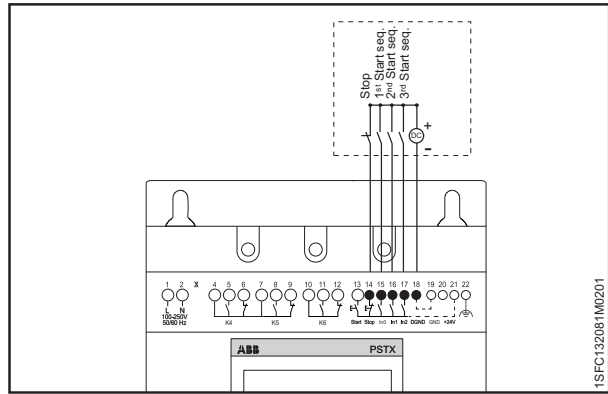 Stop
1st Start seq.
2nd Start seq.
3rd Start seq.
DC
+
-
1 2 4 5 6 7 8 9 10 11 12 13 14 15 16 17 18 19 20 21 22
L N
100-250V
50/60 Hz
K4 K5 K6
Start Stop In0 In1 In2 DGND GND +24V
ABB PSTX
1SFC132081M0201